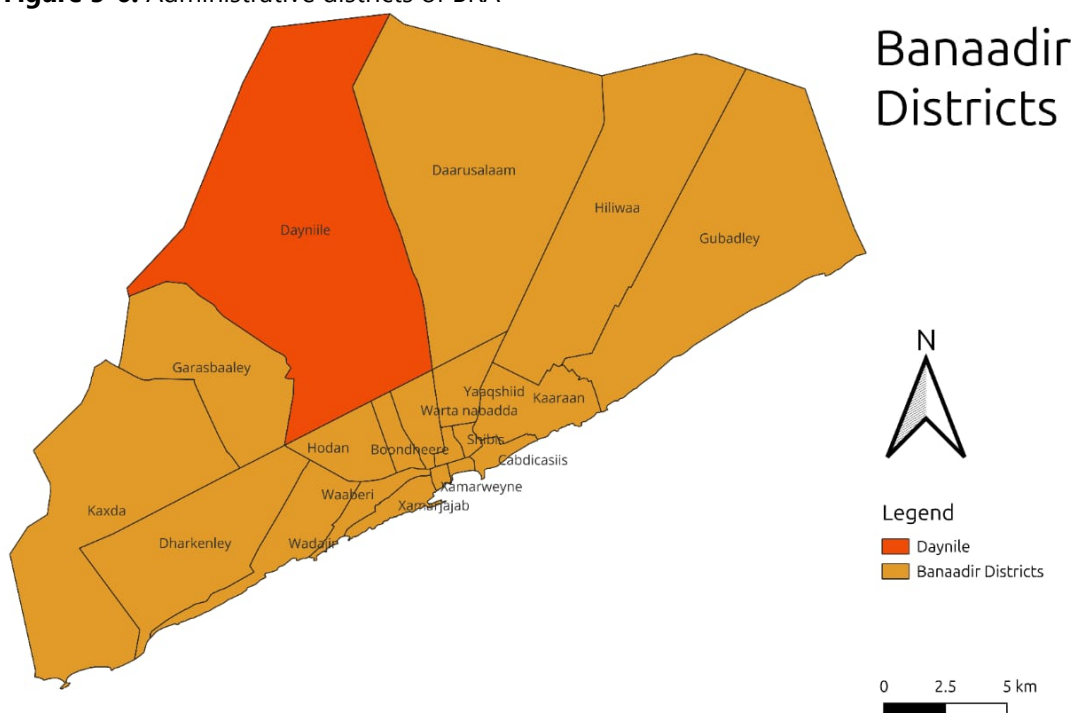 Banaadir
Districts
Daarusalaam
Hiliwaa
Dayniile
Gubadley
N
Garasbaaley
Yaaqshiid
Kaaraan
Warta nabadda
Shibis
Hodan
Boondheere
Cabdicasiis
Xamarweyne
Waaberi
Xamarjajab
Kaxda
Dharkenley
Wadajir
Legend
Daynile
Banaadir Districts
0 2.5 5 km